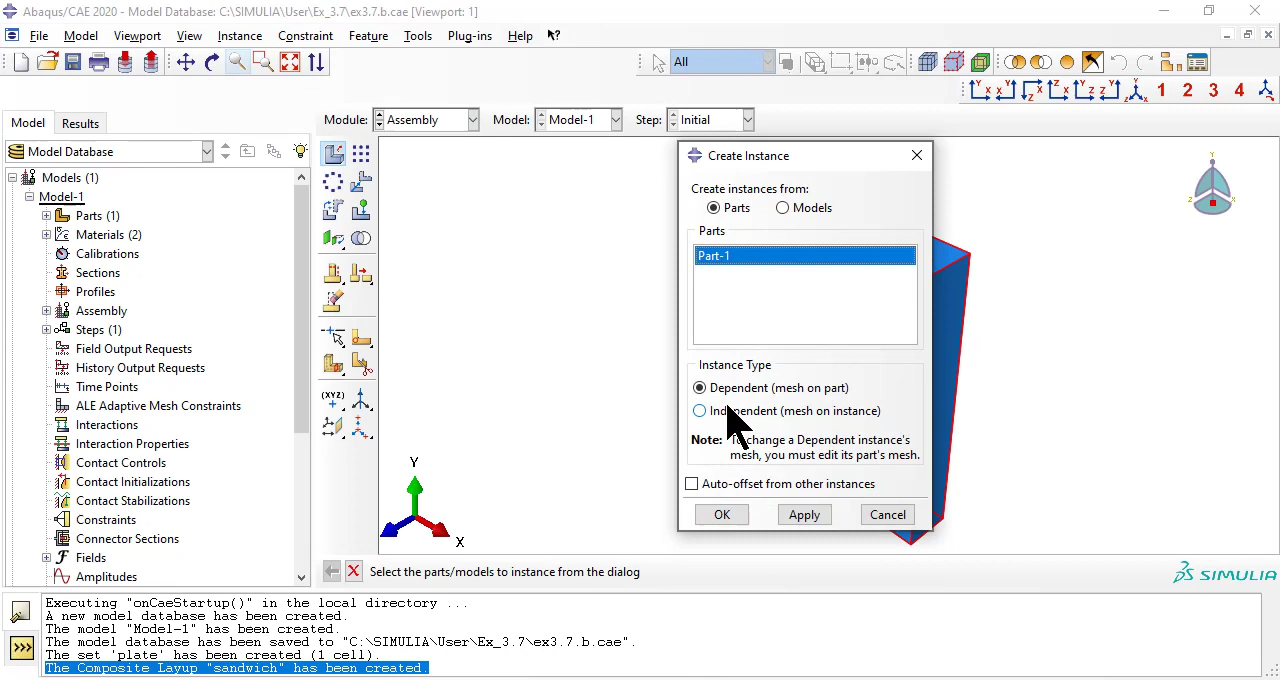 Abaqus/CAE 2020 - Model Database: C:\SIMULIA\User\Ex_3.7\ex3.7.b.cae [Viewport: 1]
File Model Viewport View Instance Constraint Feature Tools Plug-ins Help
All
1 2 3 4
Model Results
Module: Assembly Model: Model-1 Step: Initial
Model Database
Models (1)
Model-1
Parts (1)
Materials (2)
Calibrations
Sections
Profiles
Assembly
Steps (1)
Field Output Requests
History Output Requests
Time Points
ALE Adaptive Mesh Constraints
Interactions
Interaction Properties
Contact Controls
Contact Initializations
Contact Stabilizations
Constraints
Connector Sections
Fields
Amplitudes
(XYZ)
Create Instance
Create instances from:
Parts Models
Parts
Part-1
Instance Type
Dependent (mesh on part)
Independent (mesh on instance)
Note: To change a Dependent instance's
mesh, you must edit its part's mesh.
Auto-offset from other instances
OK Apply Cancel
Y
X
Y
Z X
Select the parts/models to instance from the dialog
SIMULIA
Executing "onCaeStartup()" in the local directory ...
A new model database has been created.
The model "Model-1" has been created.
The model database has been saved to "C:\SIMULIA\User\Ex_3.7\ex3.7.b.cae".
The set 'plate' has been created (1 cell).
The Composite Layup "sandwich" has been created.